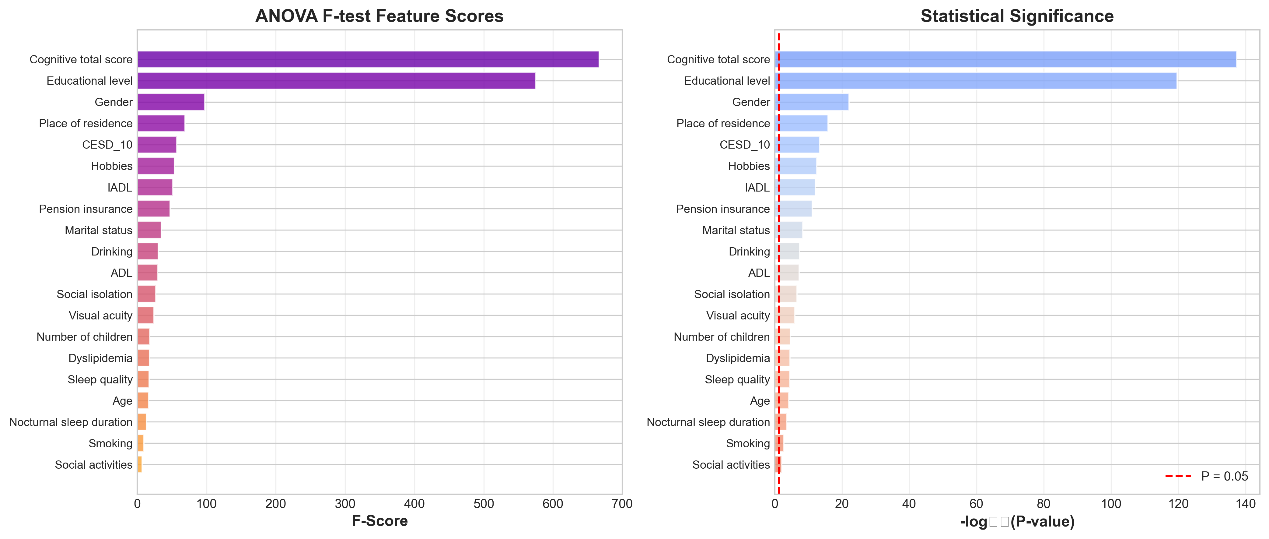 ANOVA F-test Feature Scores
Cognitive total score
Educational level
Gender
Place of residence
CESD_10
Hobbies
IADL
Pension insurance
Marital status
Drinking
ADL
Social isolation
Visual acuity
Number of children
Dyslipidemia
Sleep quality
Age
Nocturnal sleep duration
Smoking
Social activities
0 100 200 300 400 500 600 700
F-Score
Statistical Significance
Cognitive total score
Educational level
Gender
Place of residence
CESD_10
Hobbies
IADL
Pension insurance
Marital status
Drinking
ADL
Social isolation
Visual acuity
Number of children
Dyslipidemia
Sleep quality
Age
Nocturnal sleep duration
Smoking
Social activities
P = 0.05
0 20 40 60 80 100 120 140
-log□□(P-value)